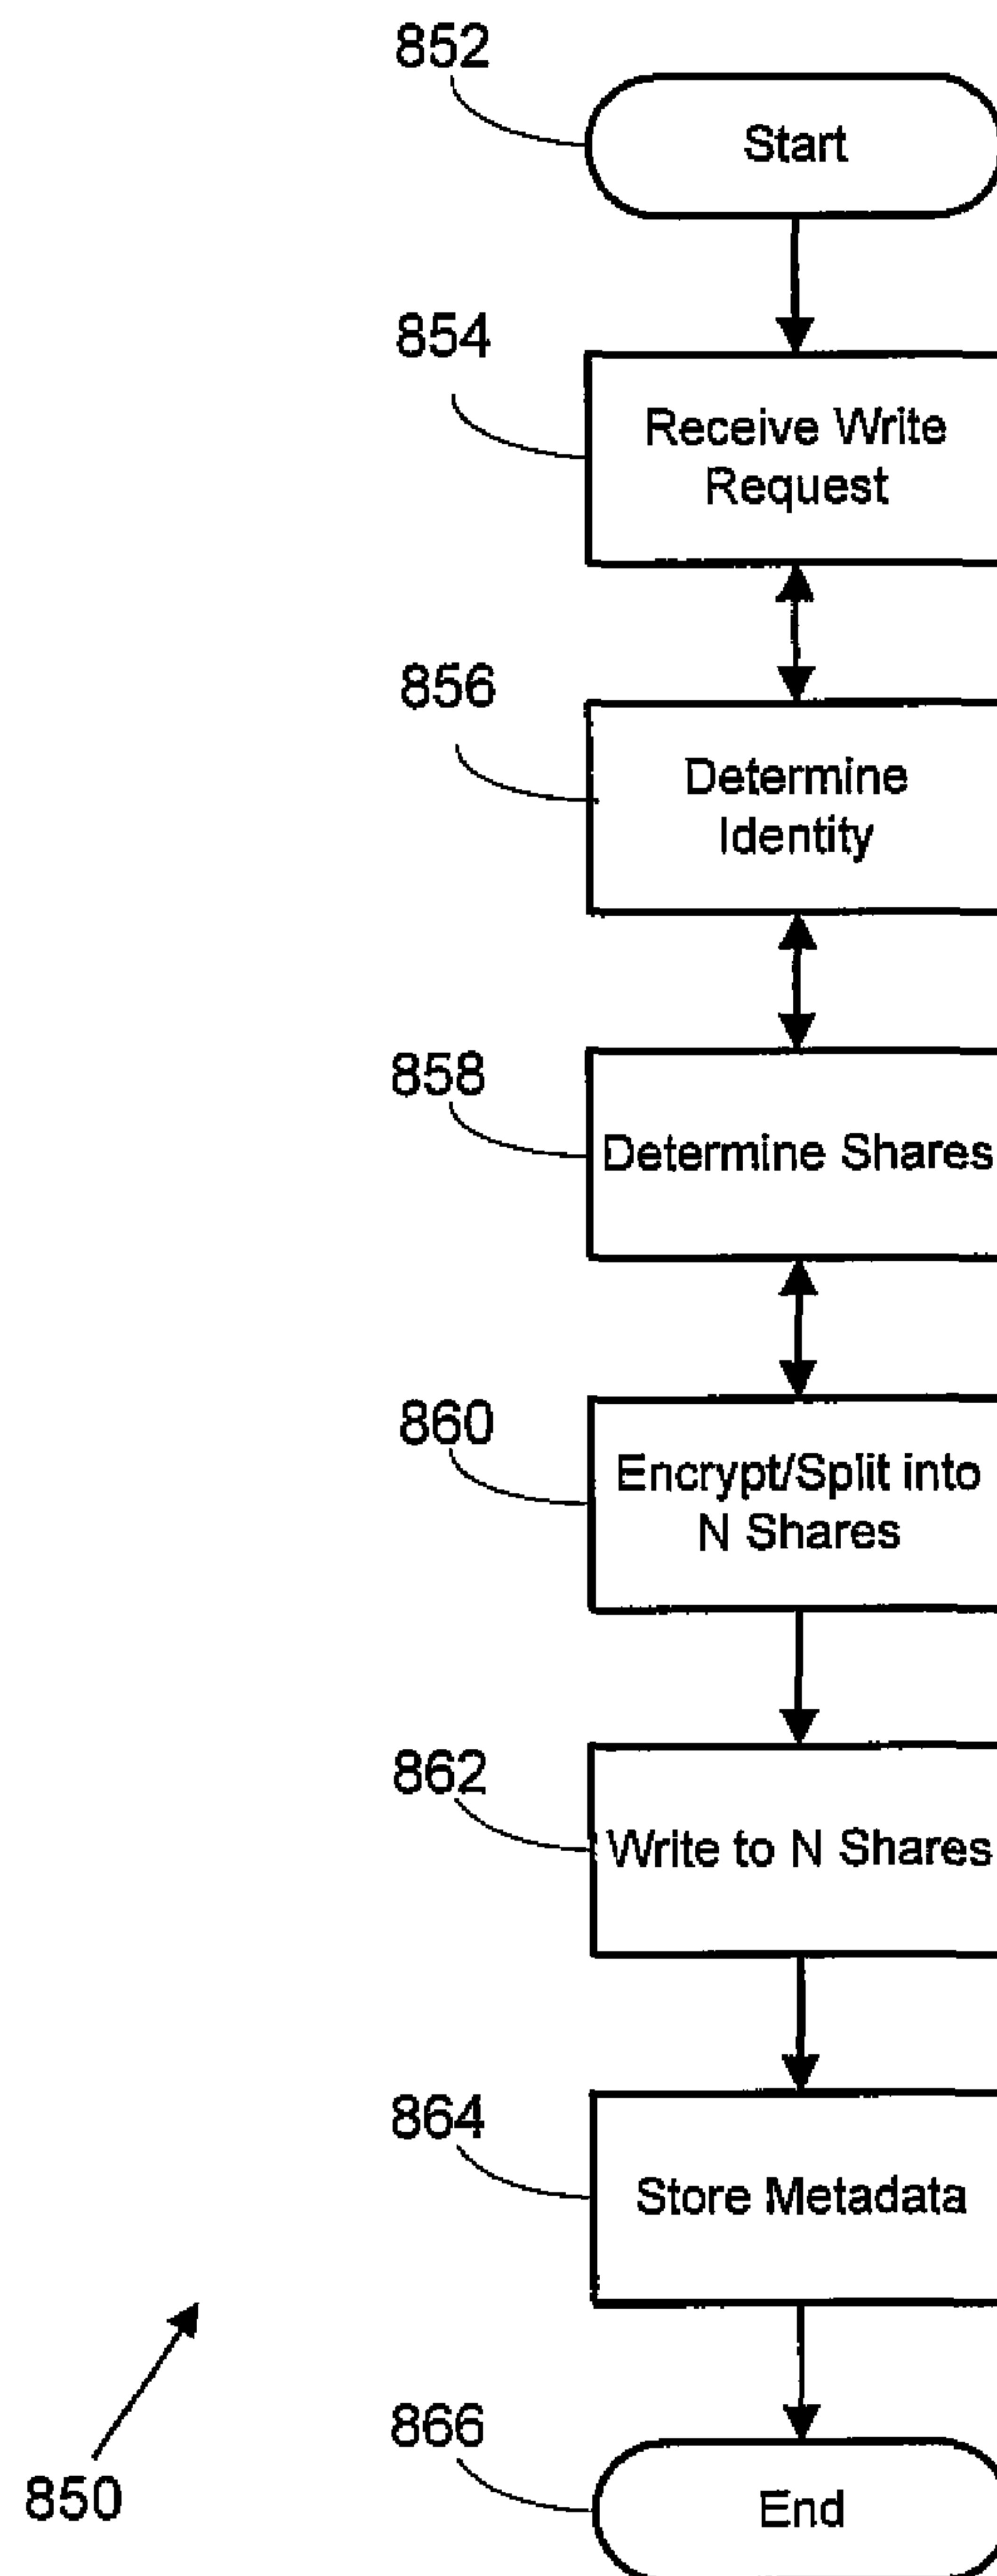 852
Start
854
Receive Write
Request
856
Determine
Identity
858
Determine Shares
860
Encrypt/Split into
N Shares
862
Write to N Shares
864
Store Metadata
866
End
850